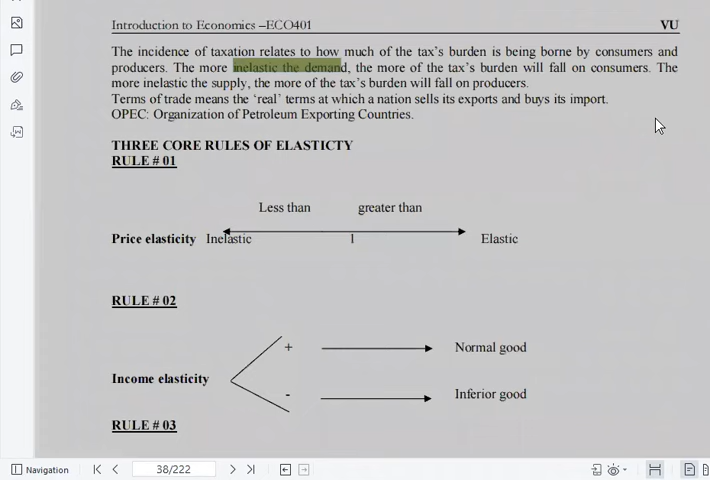 Introduction to Economics –ECO401 VU
The incidence of taxation relates to how much of the tax's burden is being borne by consumers and
producers. The more inelastic the demand, the more of the tax's burden will fall on consumers. The
more inelastic the supply, the more of the tax's burden will fall on producers.
Terms of trade means the 'real' terms at which a nation sells its exports and buys its import.
OPEC: Organization of Petroleum Exporting Countries.
THREE CORE RULES OF ELASTICTY
RULE # 01
Less than greater than
Price elasticity Inelastic 1 Elastic
RULE # 02
+ Normal good
Income elasticity
- Inferior good
RULE # 03
Navigation 38/222